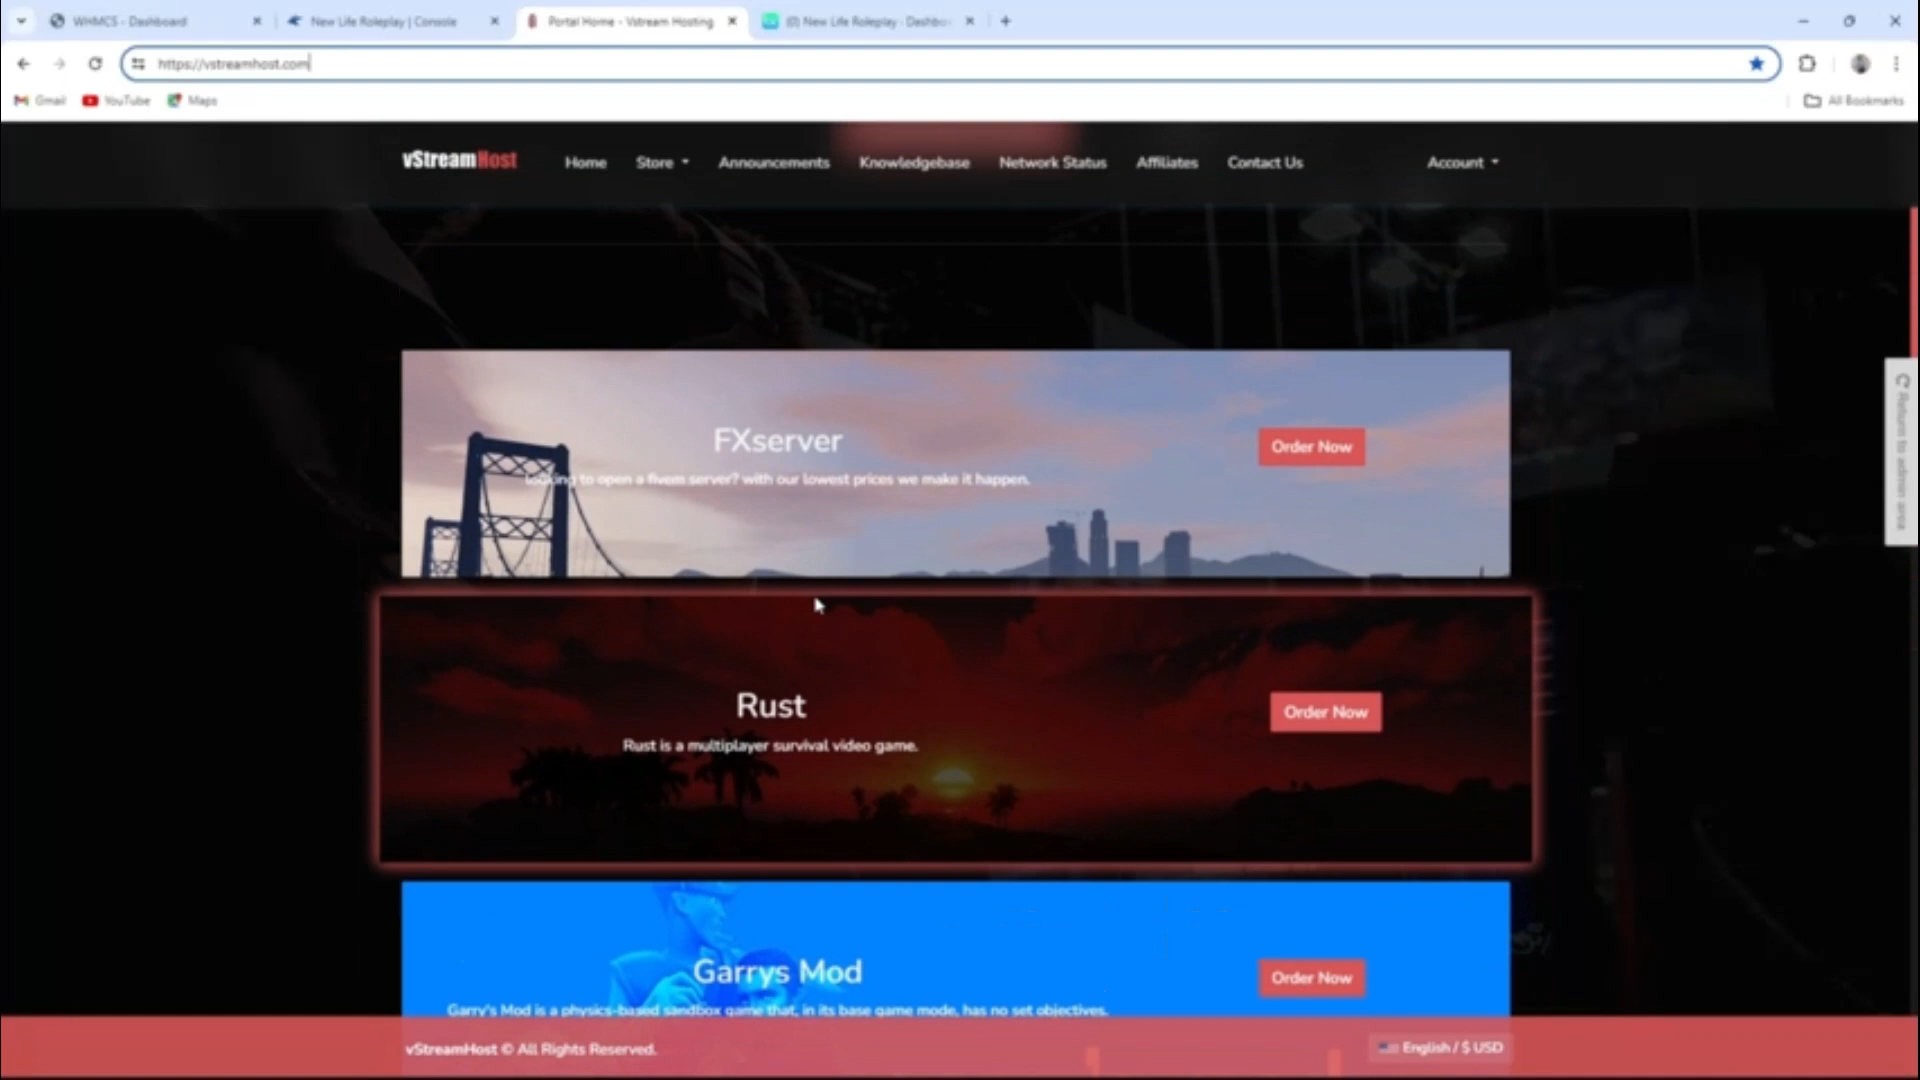 WHMCS - Dashboard
New Life Roleplay | Console
Portal Home - Vstream Hosting
(0) New Life Roleplay - Dashbo
https://vstreamhost.com
Gmail
YouTube
Maps
All Bookmarks
vStreamHost
Home
Store
Announcements
Knowledgebase
Network Status
Affiliates
Contact Us
Account
FXserver
looking to open a fivem server? with our lowest prices we make it happen.
Order Now
Return to admin area
Rust
Rust is a multiplayer survival video game.
Order Now
Garrys Mod
Garry's Mod is a physics-based sandbox game that, in its base game mode, has no set objectives.
Order Now
vStreamHost © All Rights Reserved.
English / $ USD